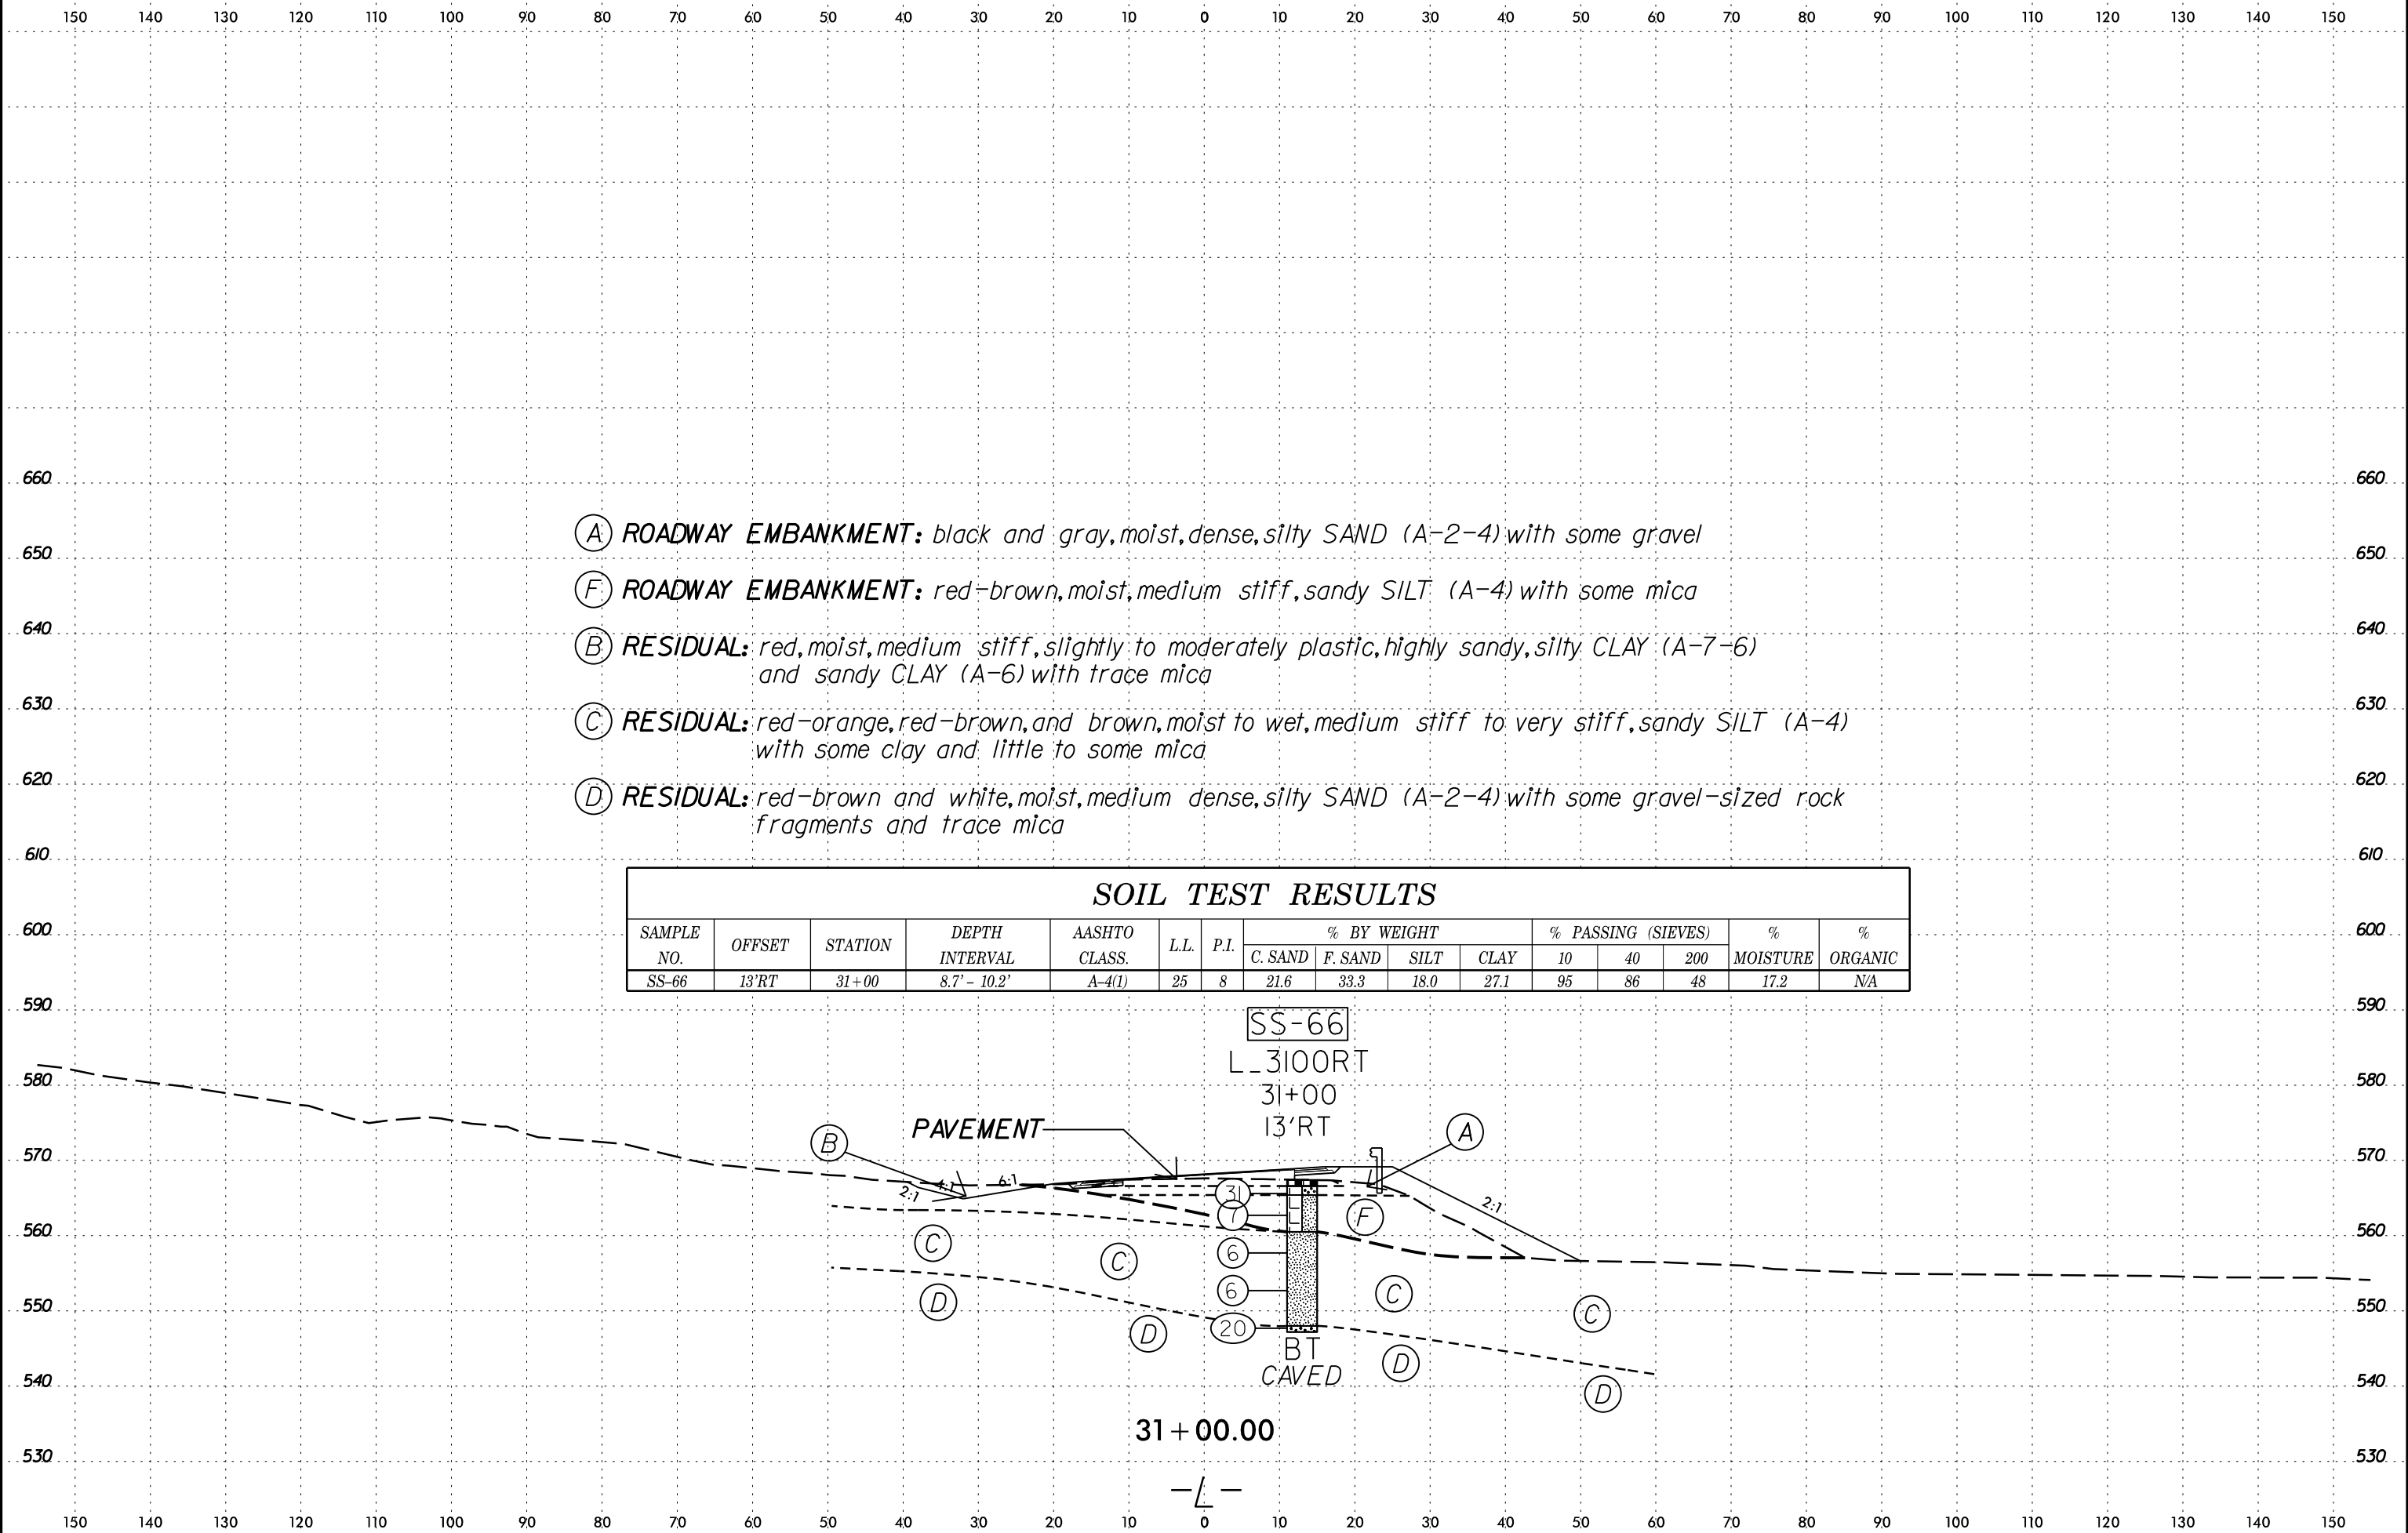 150 140 130 120 110 100 90 80 70 60 50 40 30 20 10 0 10 20 30 40 50 60 70 80 90 100 110 120 130 140 150
660 660
Ⓐ ROADWAY EMBANKMENT: black and gray, moist, dense, silty SAND (A-2-4) with some gravel
650 650
Ⓕ ROADWAY EMBANKMENT: red-brown, moist, medium stiff, sandy SILT (A-4) with some mica
640 640
Ⓑ RESIDUAL: red, moist, medium stiff, slightly to moderately plastic, highly sandy, silty CLAY (A-7-6)
and sandy CLAY (A-6) with trace mica
630 630
Ⓒ RESIDUAL: red-orange, red-brown, and brown, moist to wet, medium stiff to very stiff, sandy SILT (A-4)
with some clay and little to some mica
620 620
Ⓓ RESIDUAL: red-brown and white, moist, medium dense, silty SAND (A-2-4) with some gravel-sized rock
fragments and trace mica
610 610
SOIL TEST RESULTS
600 600
SAMPLE NO. OFFSET STATION DEPTH INTERVAL AASHTO CLASS. L.L. P.I. % BY WEIGHT % PASSING (SIEVES) % MOISTURE % ORGANIC
C. SAND F. SAND SILT CLAY 10 40 200
SS-66 13'RT 31+00 8.7' - 10.2' A-4(1) 25 8 21.6 33.3 18.0 27.1 95 86 48 17.2 N/A
590 590
SS-66
L_3100RT
580 580
31+00
13'RT
PAVEMENT
B
A
570 570
2:1 4:1 6:1
31
2:1
7
L
L
L
F
560 560
C
6
C
C
D
6
C
550 550
C
D
20
BT
D
CAVED
540 540
D
31+00.00
530 530
-L-
150 140 130 120 110 100 90 80 70 60 50 40 30 20 10 0 10 20 30 40 50 60 70 80 90 100 110 120 130 140 150